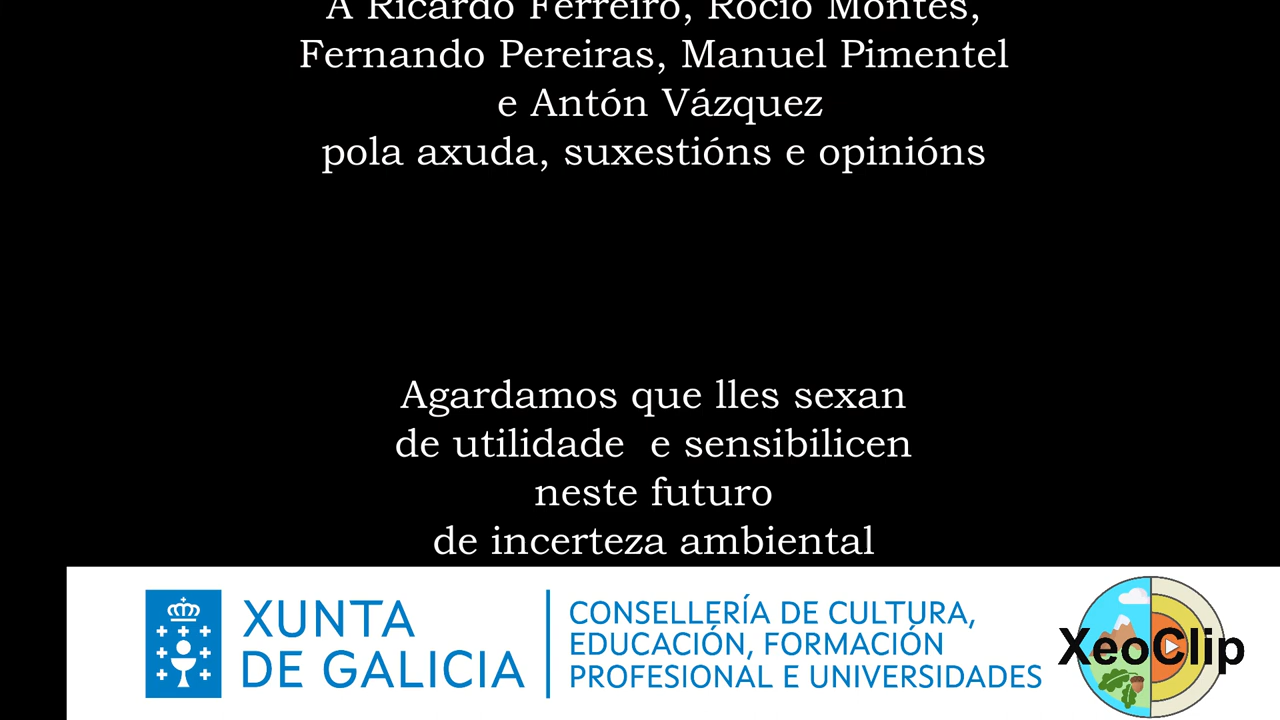 A Ricardo Ferreiro, Rocío Montes,
Fernando Pereiras, Manuel Pimentel
e Antón Vázquez
pola axuda, suxestións e opinións
Agardamos que lles sexan
de utilidade e sensibilicen
neste futuro
de incerteza ambiental
XUNTA
DE GALICIA
CONSELLERÍA DE CULTURA,
EDUCACIÓN, FORMACIÓN
PROFESIONAL E UNIVERSIDADES
XeoClip